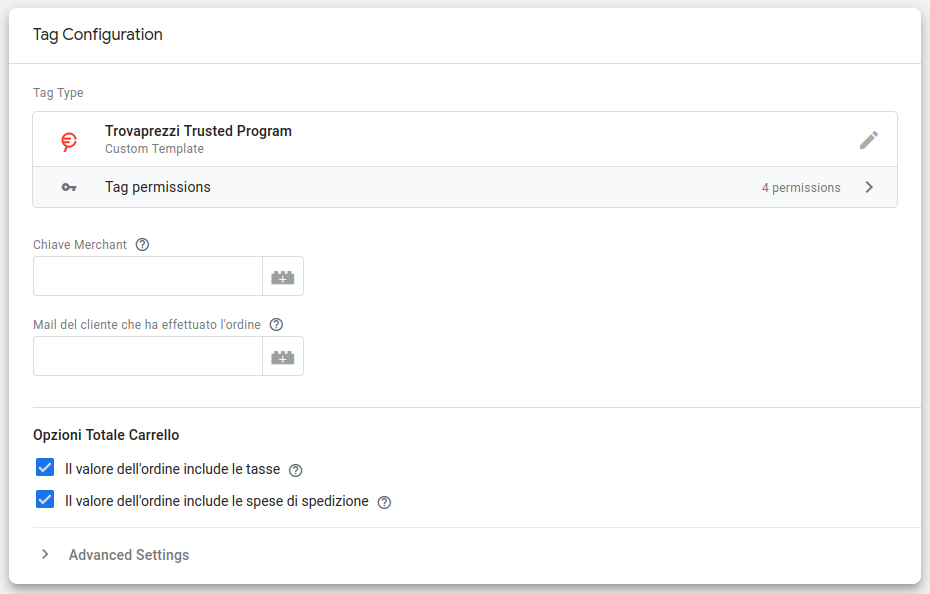 Tag Configuration
Tag Type
Trovaprezzi Trusted Program
Custom Template
Tag permissions
4 permissions
Chiave Merchant
Mail del cliente che ha effettuato l'ordine
Opzioni Totale Carrello
Il valore dell'ordine include le tasse
Il valore dell'ordine include le spese di spedizione
Advanced Settings